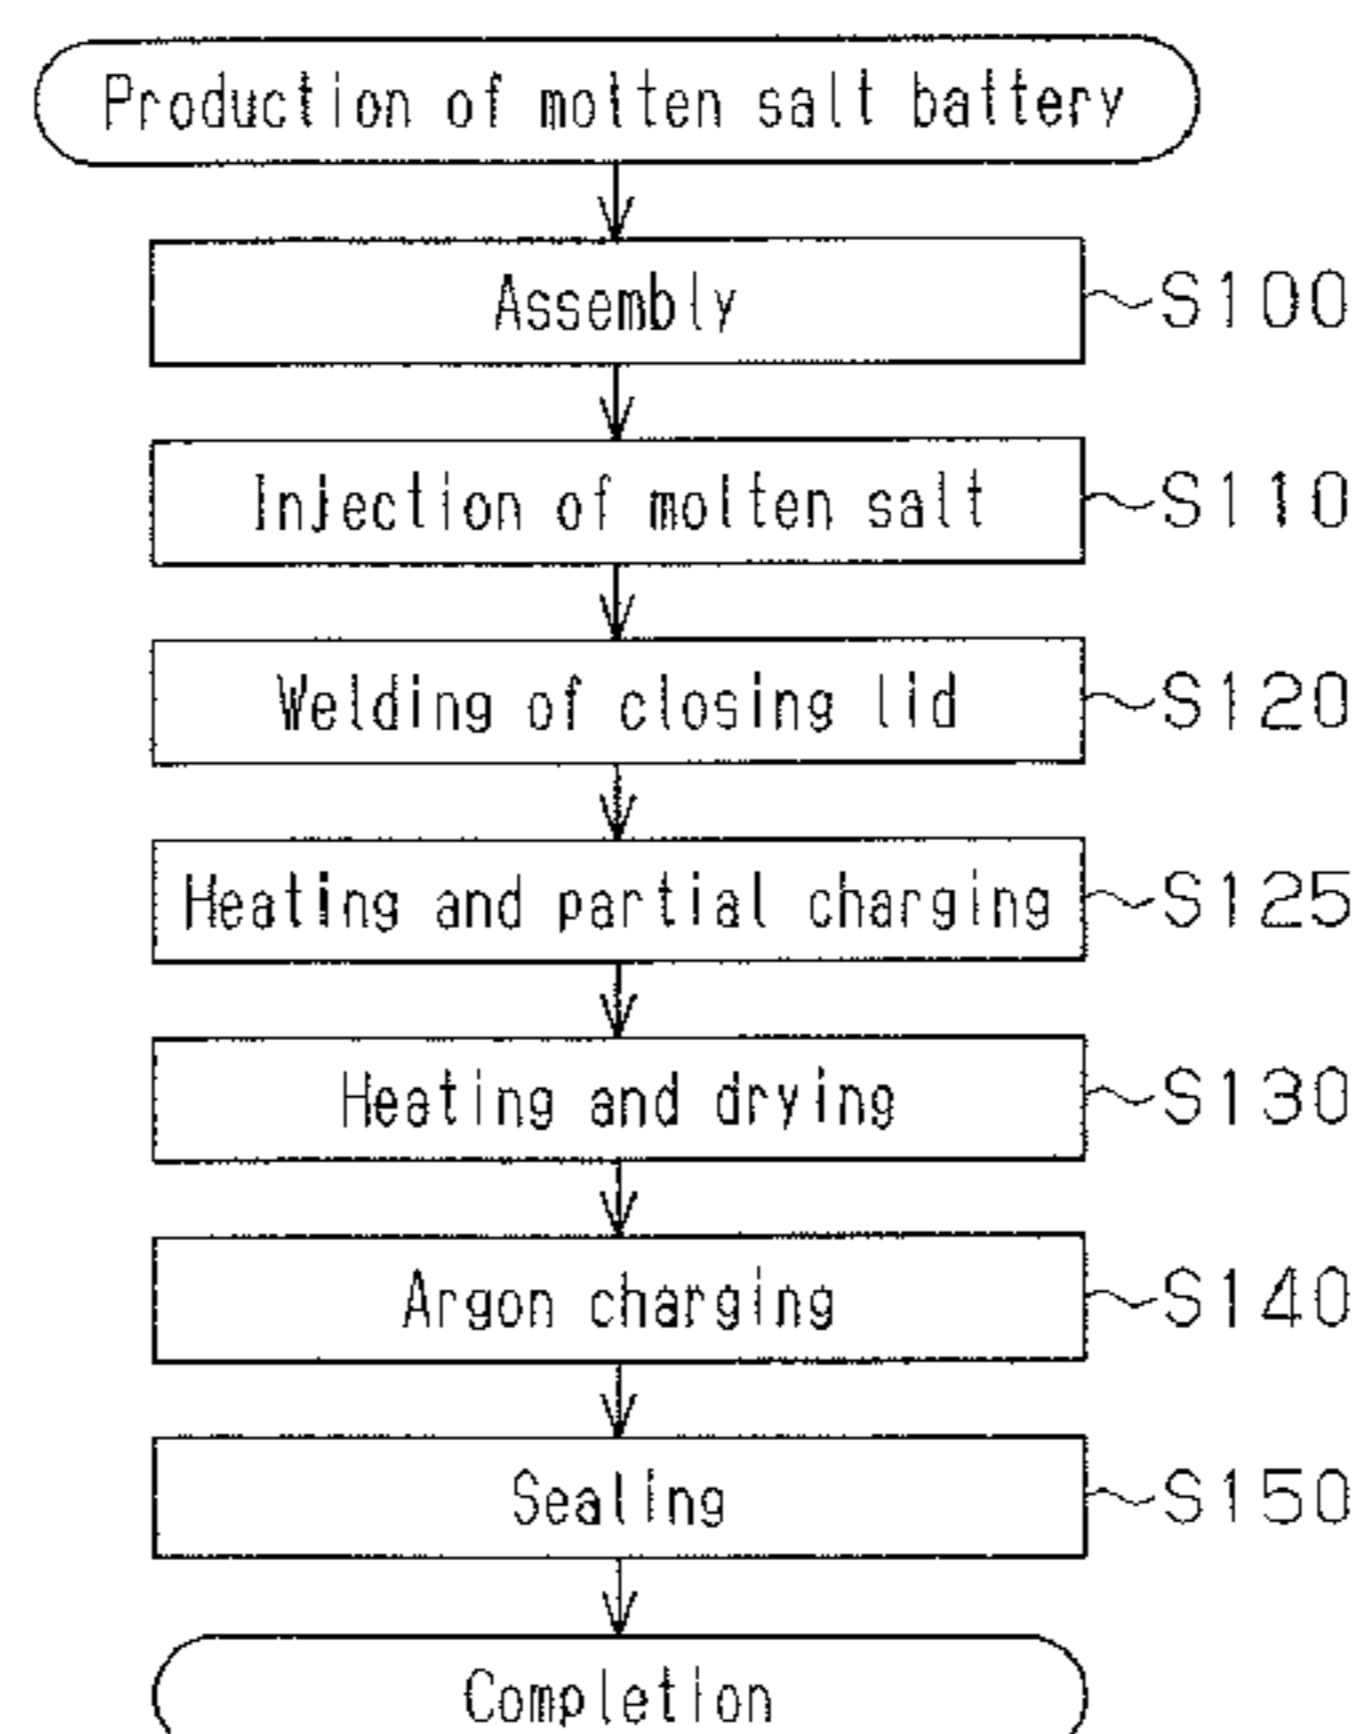 Production of molten salt battery
Assembly S100
Injection of molten salt S110
Welding of closing lid S120
Heating and partial charging S125
Heating and drying S130
Argon charging S140
Sealing S150
Completion